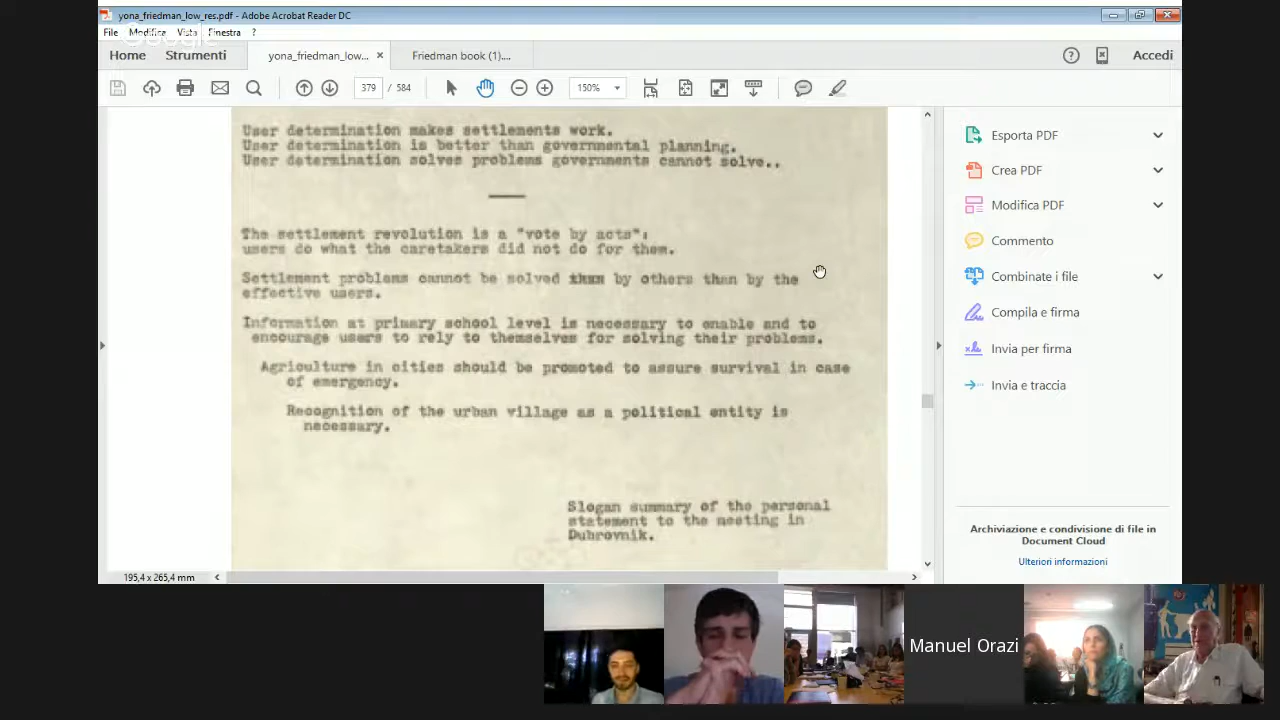 yona_friedman_low_res.pdf - Adobe Acrobat Reader DC
File Modifica Vista Finestra ?
Google
Home Strumenti yona_friedman_low... × Friedman book (1).... Accedi
379 / 584 150%
User determination makes settlements work.
User determination is better than governmental planning.
User determination solves problems governments cannot solve..
The settlement revolution is a "vote by acts":
users do what the caretakers did not do for them.
Settlement problems cannot be solved by others than by the
effective users.
Information at primary school level is necessary to enable and to
encourage users to rely to themselves for solving their problems.
Agriculture in cities should be promoted to assure survival in case
of emergency.
Recognition of the urban village as a political entity is
necessary.
Slogan summary of the personal
statement to the meeting in
Dubrovnik.
195,4 x 265,4 mm
Esporta PDF
Crea PDF
Modifica PDF
Commento
Combinate i file
Compila e firma
Invia per firma
Invia e traccia
Archiviazione e condivisione di file in
Document Cloud
Ulteriori informazioni
Manuel Orazi